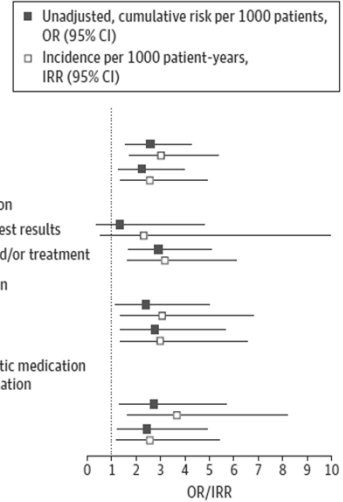 Unadjusted, cumulative risk per 1000 patients,
OR (95% CI)
Incidence per 1000 patient-years,
IRR (95% CI)
on
est results
d/or treatment
n
tic medication
ation
0 1 2 3 4 5 6 7 8 9 10
OR/IRR